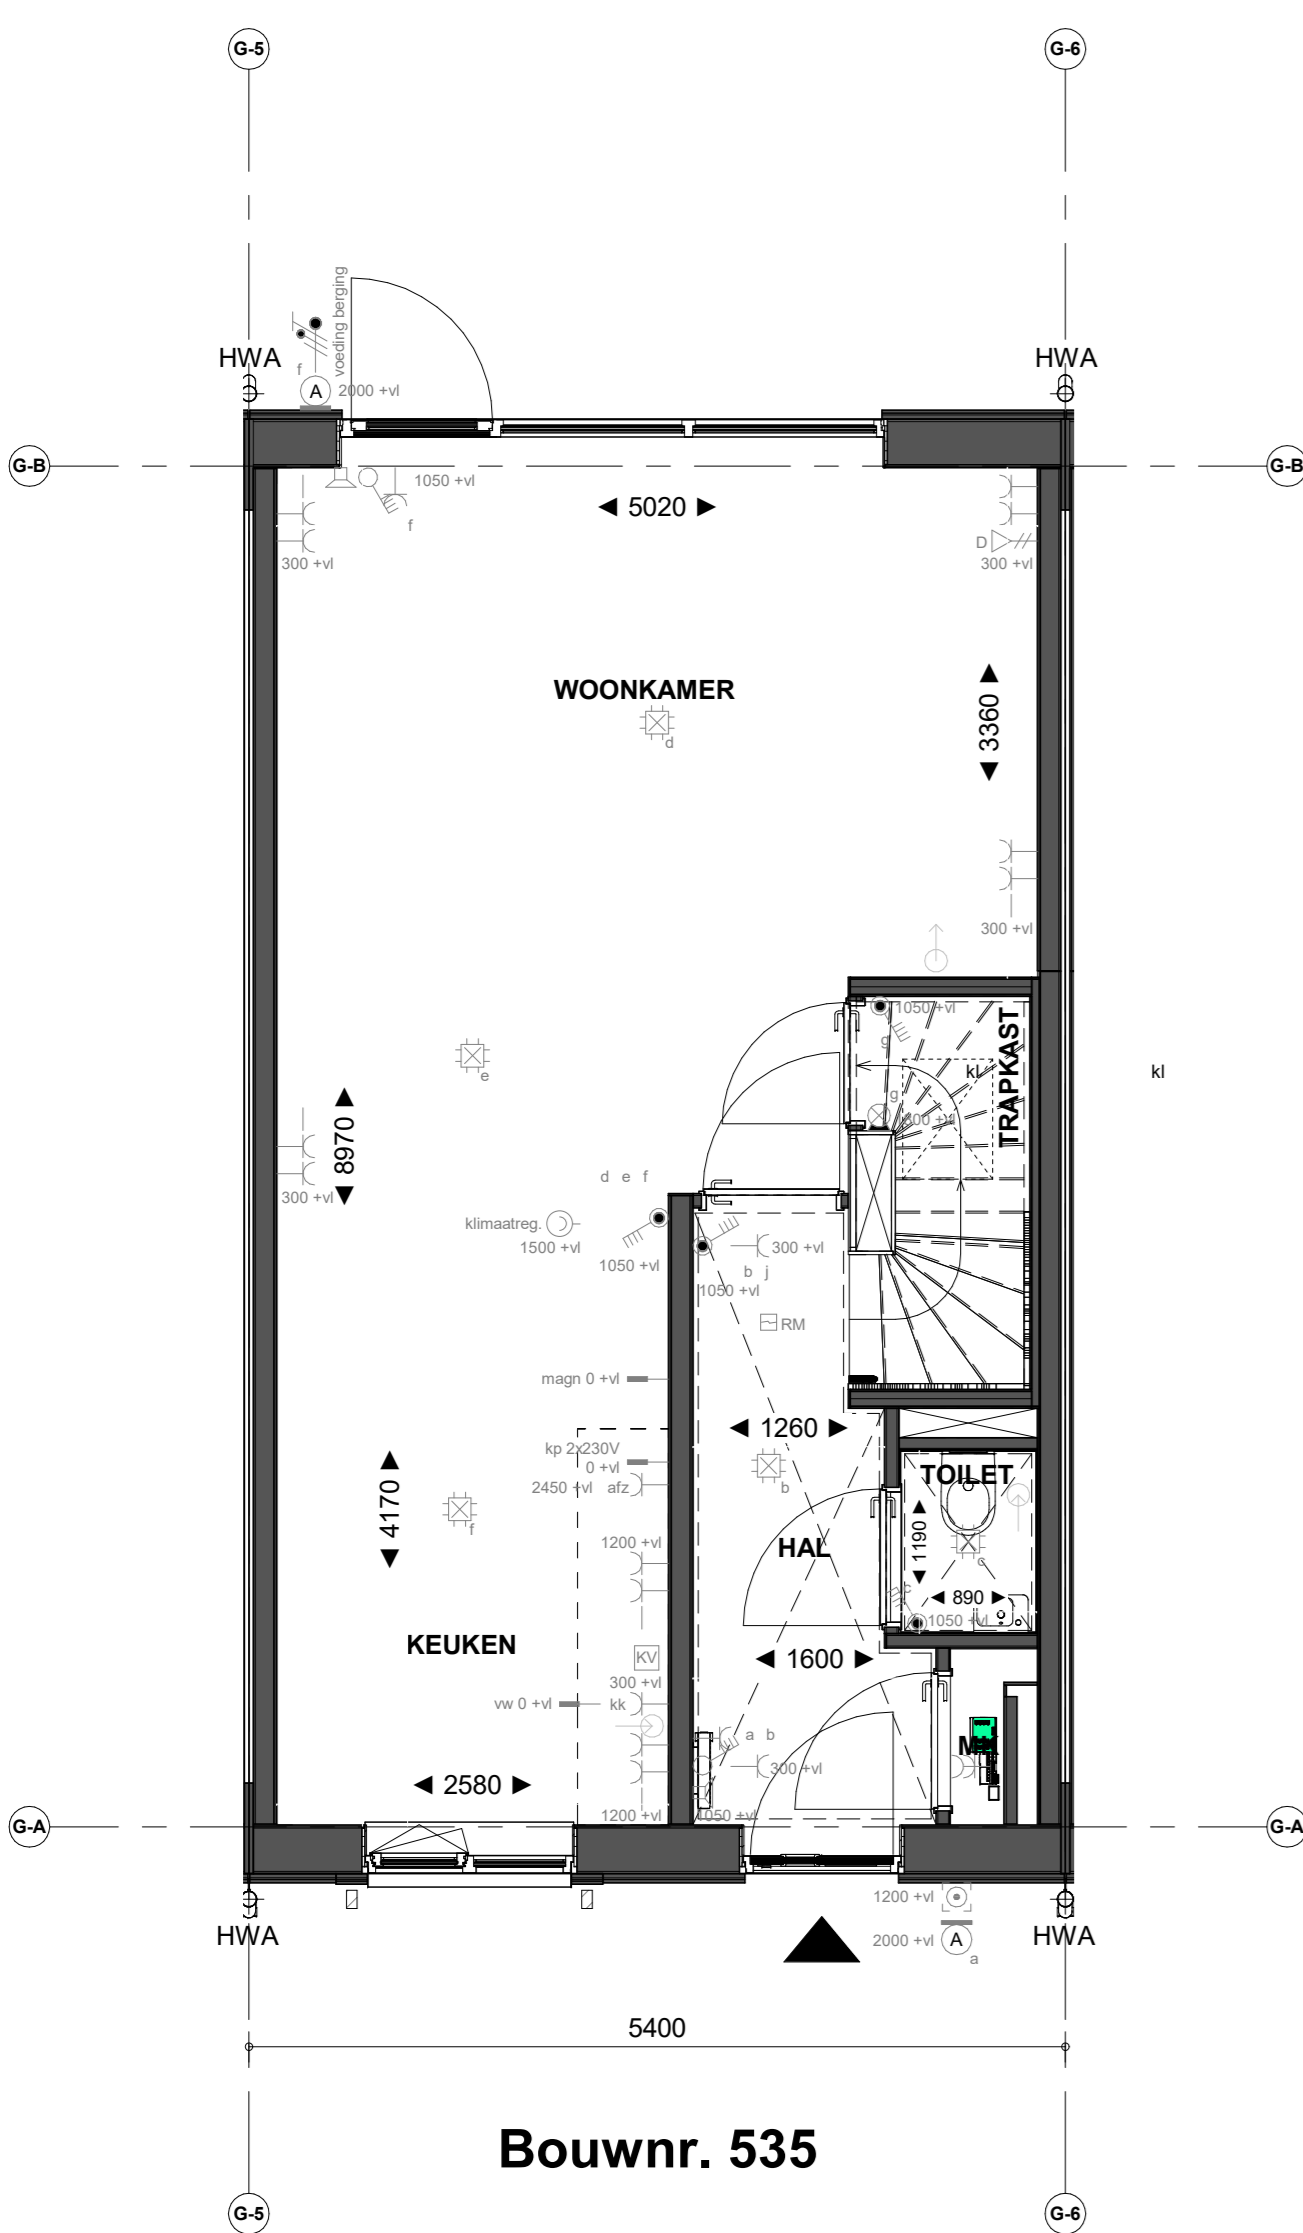 G-5 G-6
voeding berging
HWA HWA
f
A 2000 +vl
G-B G-B
1050 +vl
f
◄ 5020 ►
300 +vl
D
300 +vl
WOONKAMER
d
◄ 3360 ►
300 +vl
1050 +vl
g
TRAPKAST
kl kl
e
g
◄ 8970 ►
d e f
300 +vl
klimaatreg.
1500 +vl
1050 +vl
300 +vl
b j
1050 +vl
RM
magn 0 +vl
◄ 1260 ►
kp 2x230V
0 +vl
2450 +vl afz
b
TOILET
◄ 4170 ►
f
1200 +vl
HAL
◄ 1190 ►
c
c
◄ 890 ►
1050 +vl
KEUKEN
KV
◄ 1600 ►
300 +vl
vw 0 +vl kk
a b
300 +vl
◄ 2580 ►
1200 +vl
1050 +vl
G-A G-A
1200 +vl
HWA HWA
2000 +vl A
a
5400
Bouwnr. 535
G-5 G-6